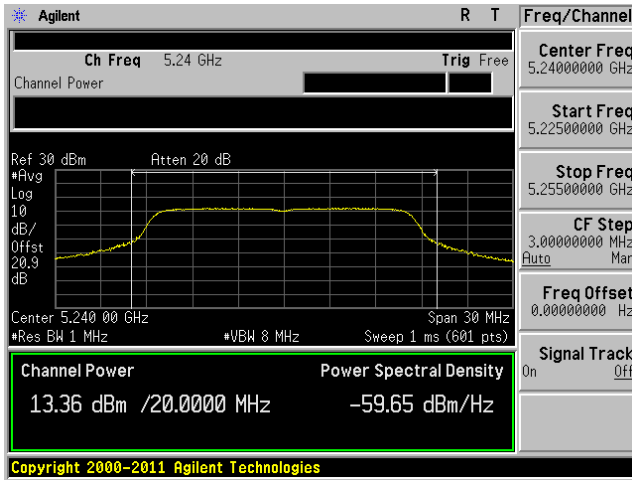 Agilent R T Freq/Channel
Ch Freq 5.24 GHz Trig Free
Channel Power
Center Freq
5.24000000 GHz
Start Freq
5.22500000 GHz
Stop Freq
5.25500000 GHz
CF Step
3.00000000 MHz
Auto Man
Freq Offset
0.00000000 Hz
Signal Track
On Off
Ref 30 dBm Atten 20 dB
#Avg
Log
10
dB/
Offst
20.9
dB
Center 5.240 00 GHz Span 30 MHz
#Res BW 1 MHz #VBW 8 MHz Sweep 1 ms (601 pts)
Channel Power Power Spectral Density
13.36 dBm /20.0000 MHz -59.65 dBm/Hz
Copyright 2000-2011 Agilent Technologies